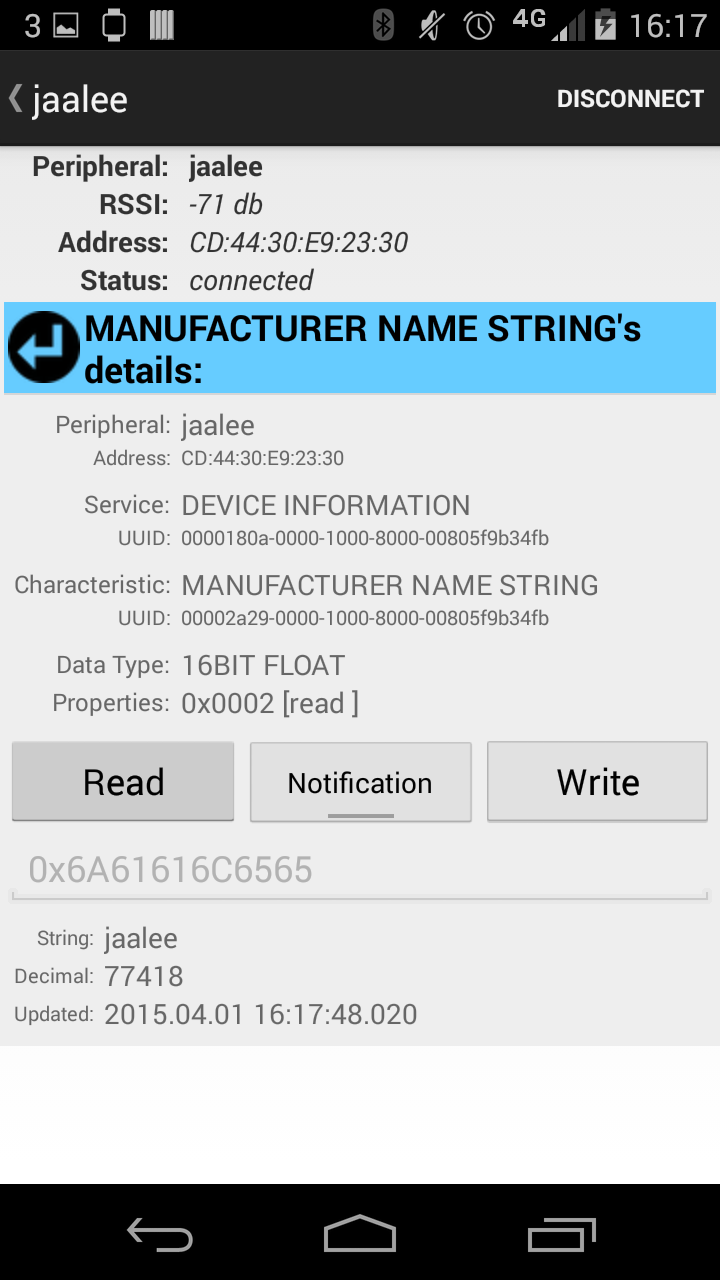 3 4G 16:17
jaalee DISCONNECT
Peripheral: jaalee
RSSI: -71 db
Address: CD:44:30:E9:23:30
Status: connected
MANUFACTURER NAME STRING's
details:
Peripheral: jaalee
Address: CD:44:30:E9:23:30
Service: DEVICE INFORMATION
UUID: 0000180a-0000-1000-8000-00805f9b34fb
Characteristic: MANUFACTURER NAME STRING
UUID: 00002a29-0000-1000-8000-00805f9b34fb
Data Type: 16BIT FLOAT
Properties: 0x0002 [read ]
Read Notification Write
0x6A61616C6565
String: jaalee
Decimal: 77418
Updated: 2015.04.01 16:17:48.020